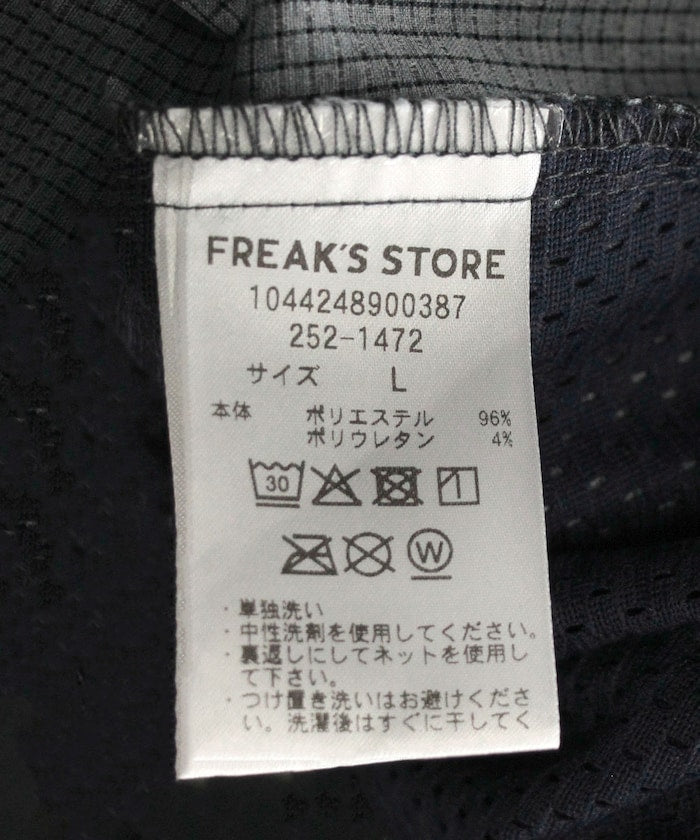 FREAK'S STORE
1044248900387
252-1472
サイズ L
本体 ポリエステル 96%
ポリウレタン 4%
30
W
・単独洗い
・中性洗剤を使用してください。
・裏返しにしてネットを使用し
て下さい。
・つけ置き洗いはお避けくださ
い。洗濯後はすぐに干してく